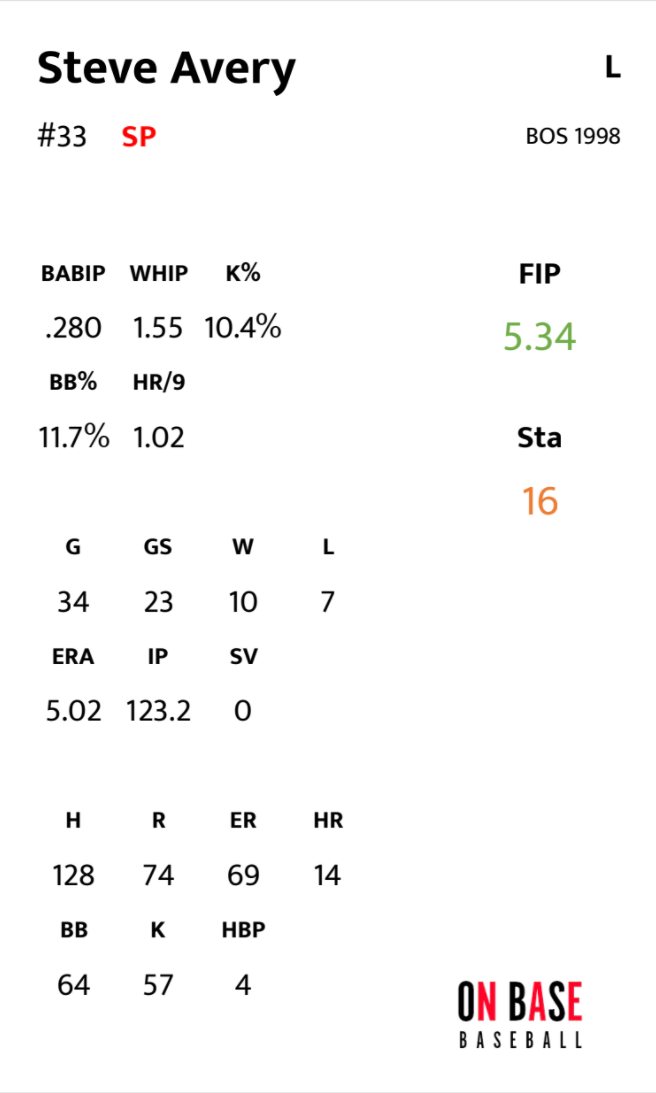 Steve Avery L
#33 SP BOS 1998
BABIP WHIP K% FIP
.280 1.55 10.4% 5.34
BB% HR/9
11.7% 1.02
Sta
16
G GS W L
34 23 10 7
ERA IP SV
5.02 123.2 0
H R ER HR
128 74 69 14
BB K HBP
64 57 4
ON BASE
BASEBALL